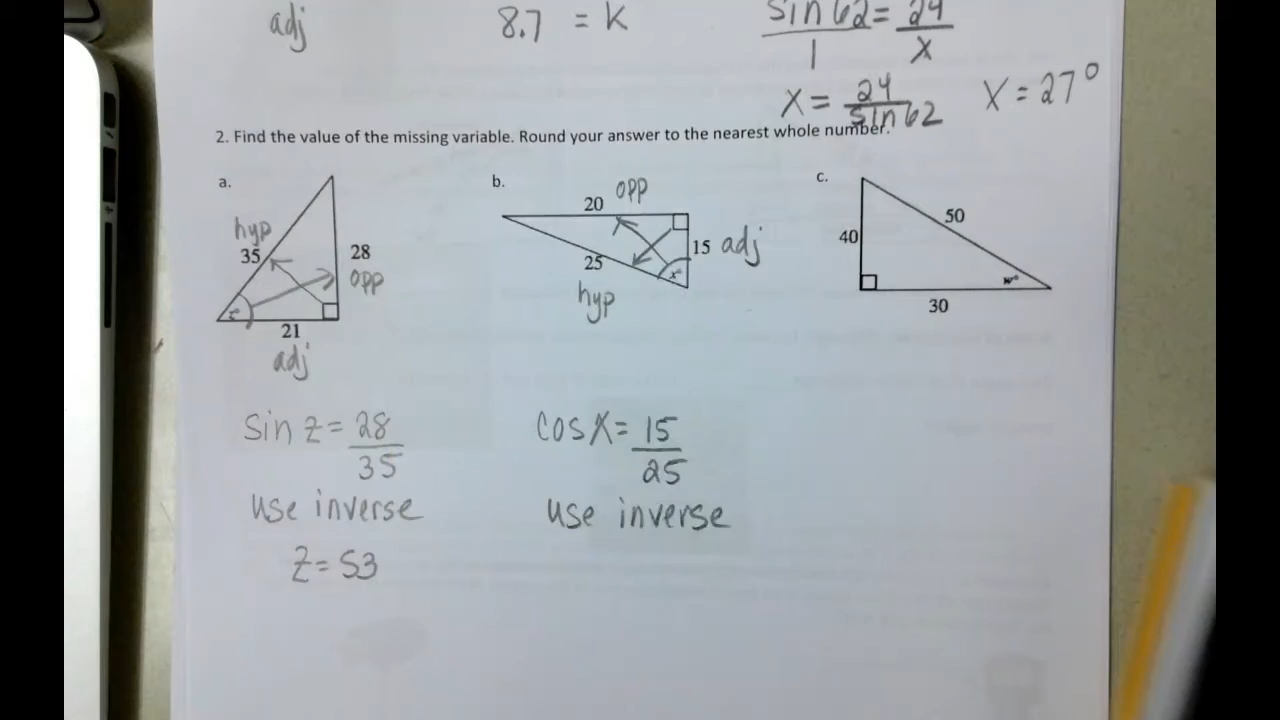 adj
8.7 = K
sin 62 = 24
1 x
x = 24
sin 62
x = 27°
2. Find the value of the missing variable. Round your answer to the nearest whole number.
a.
hyp
35
28
opp
z°
21
adj
sin z = 28
35
use inverse
z = 53
b.
20
opp
15 adj
25
x°
hyp
cos x = 15
25
use inverse
c.
50
40
w°
30